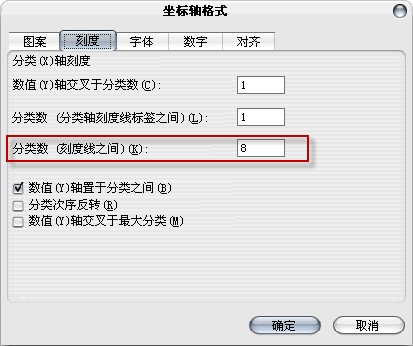 坐标轴格式
图案 刻度 字体 数字 对齐
分类(X)轴刻度
数值(Y)轴交叉于分类数(C): 1
分类数 (分类轴刻度线标签之间)(L): 1
分类数 (刻度线之间)(K): 8
数值(Y)轴置于分类之间(B)
分类次序反转(R)
数值(Y)轴交叉于最大分类(M)
确定 取消